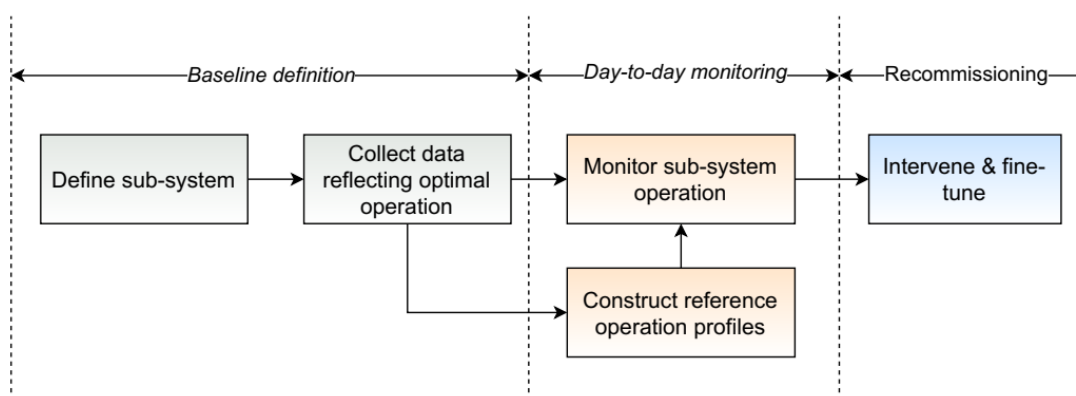 Baseline definition
Day-to-day monitoring
Recommissioning
Define sub-system
Collect data
reflecting optimal
operation
Monitor sub-system
operation
Intervene & fine-
tune
Construct reference
operation profiles